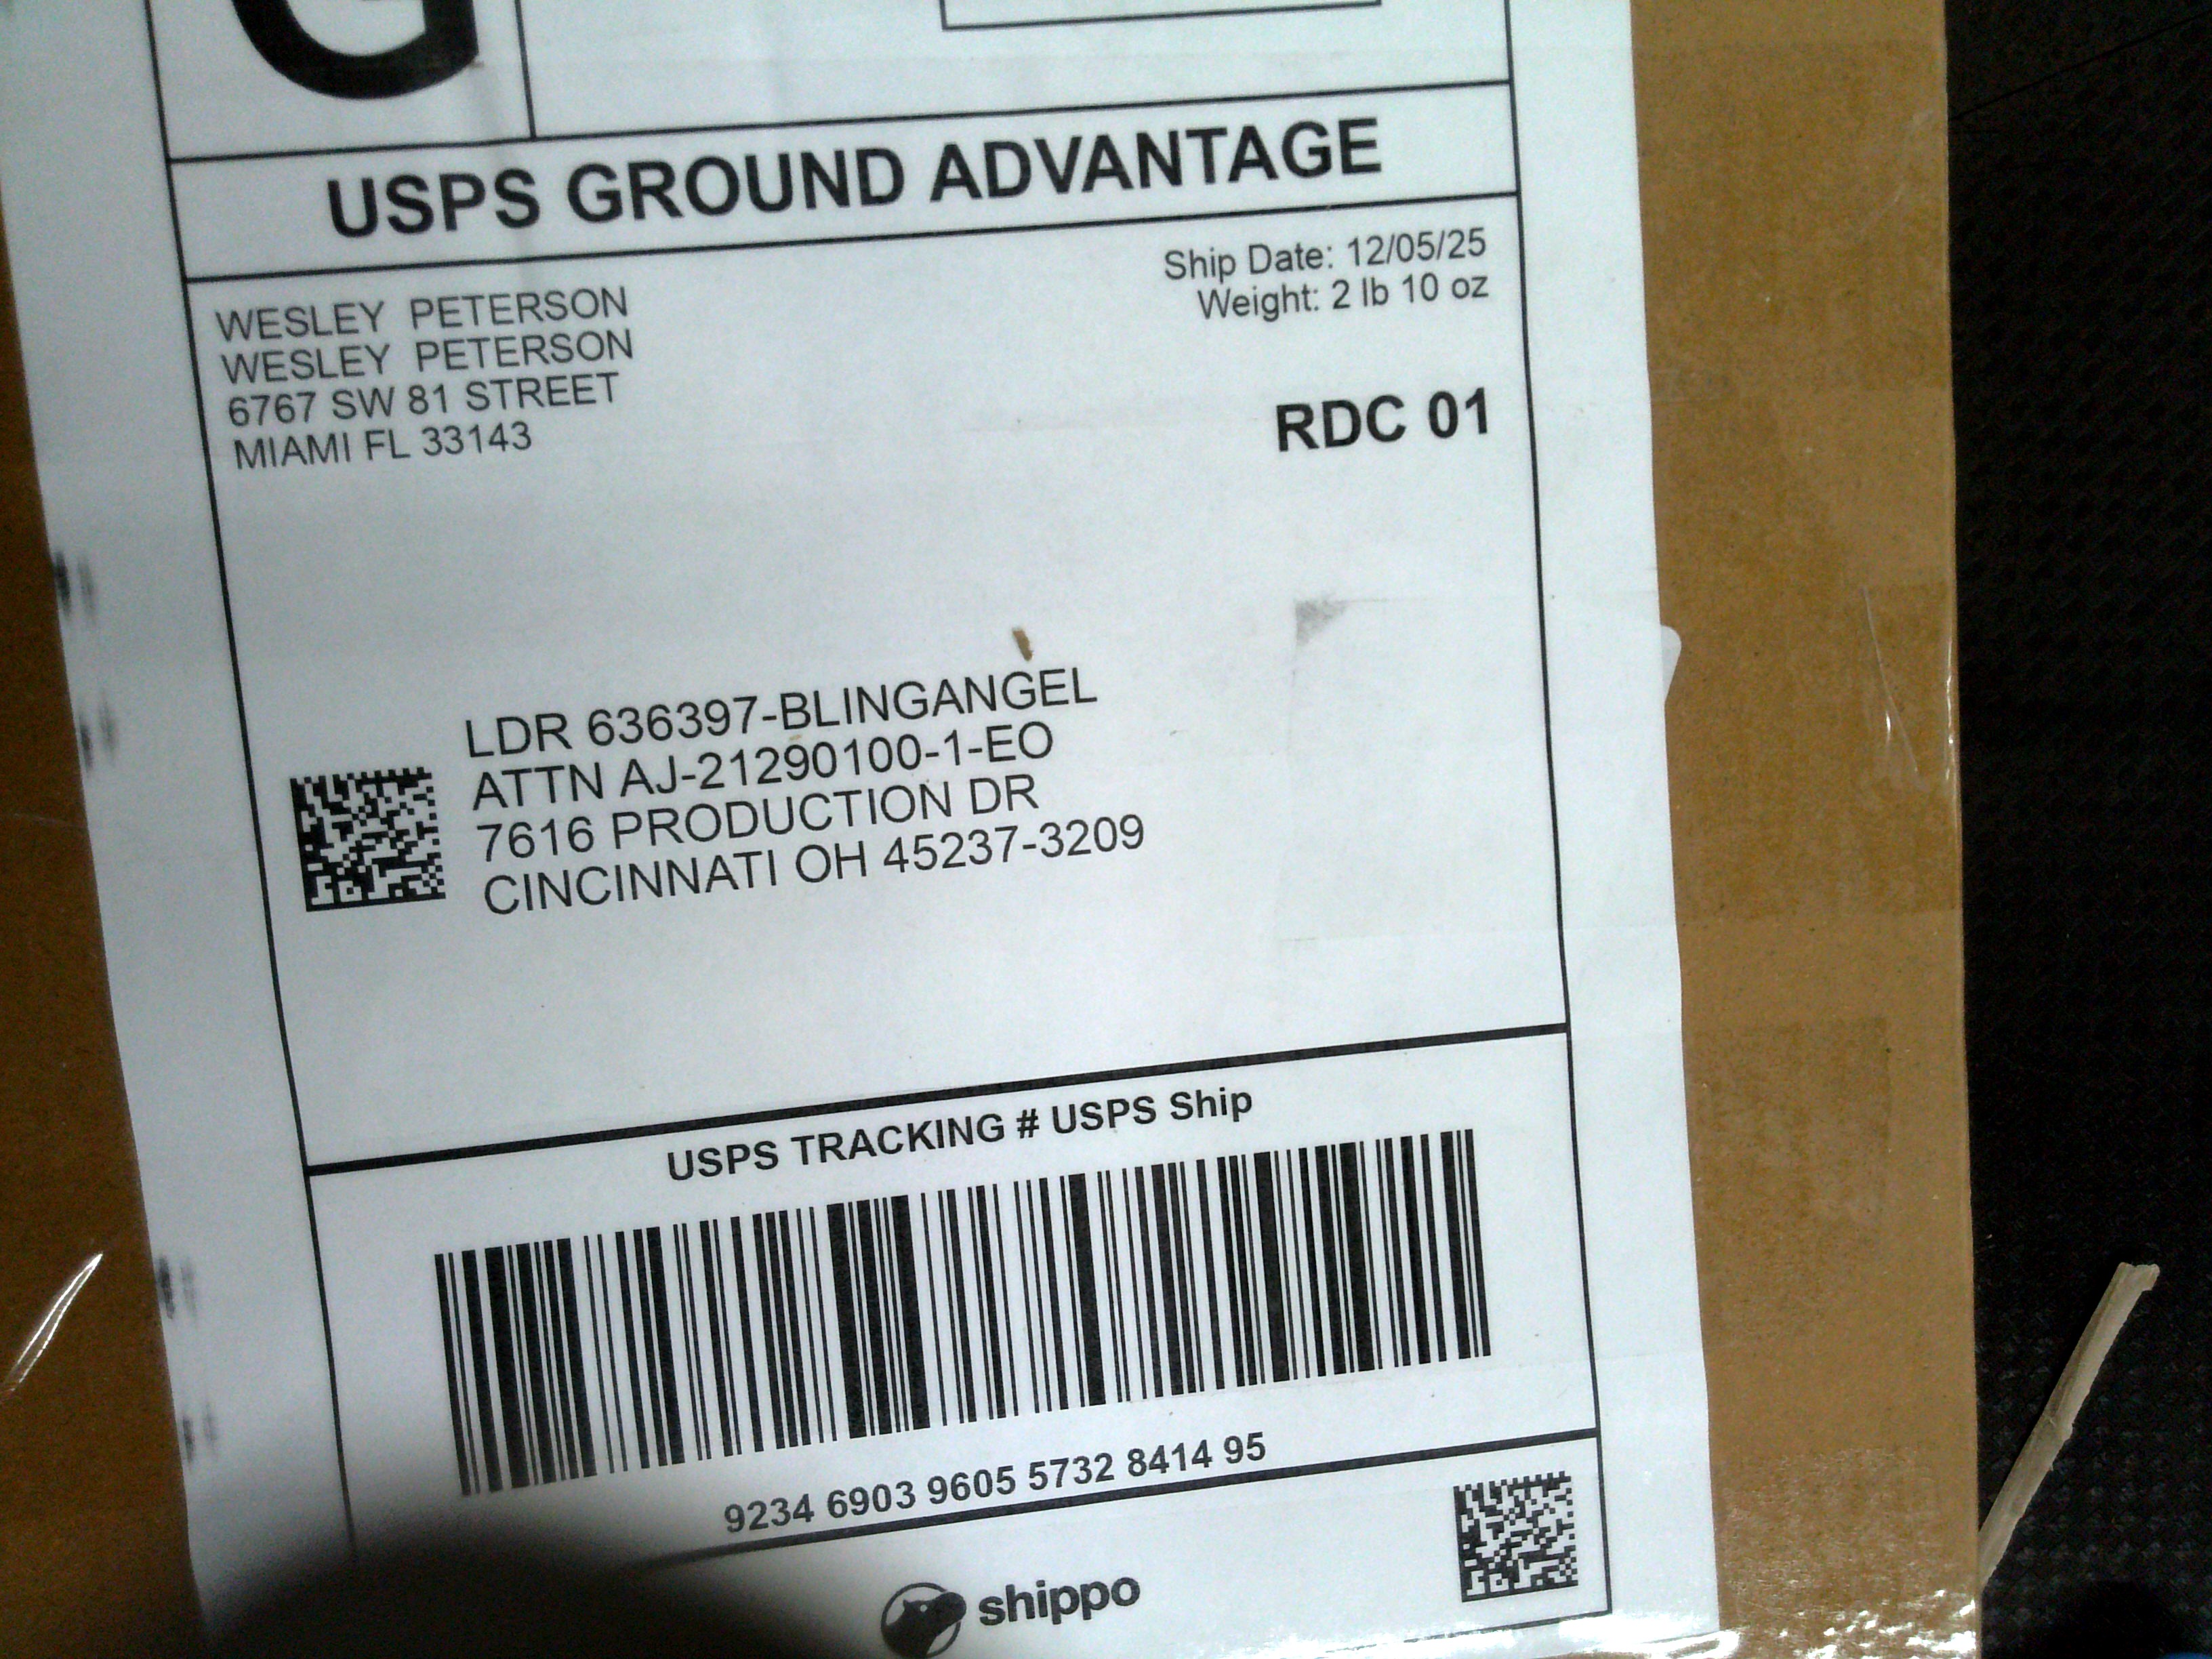 G
USPS GROUND ADVANTAGE
Ship Date: 12/05/25
Weight: 2 lb 10 oz
WESLEY PETERSON
WESLEY PETERSON
6767 SW 81 STREET
MIAMI FL 33143
RDC 01
LDR 636397-BLINGANGEL
ATTN AJ-21290100-1-EO
7616 PRODUCTION DR
CINCINNATI OH 45237-3209
USPS TRACKING # USPS Ship
9234 6903 9605 5732 8414 95
shippo